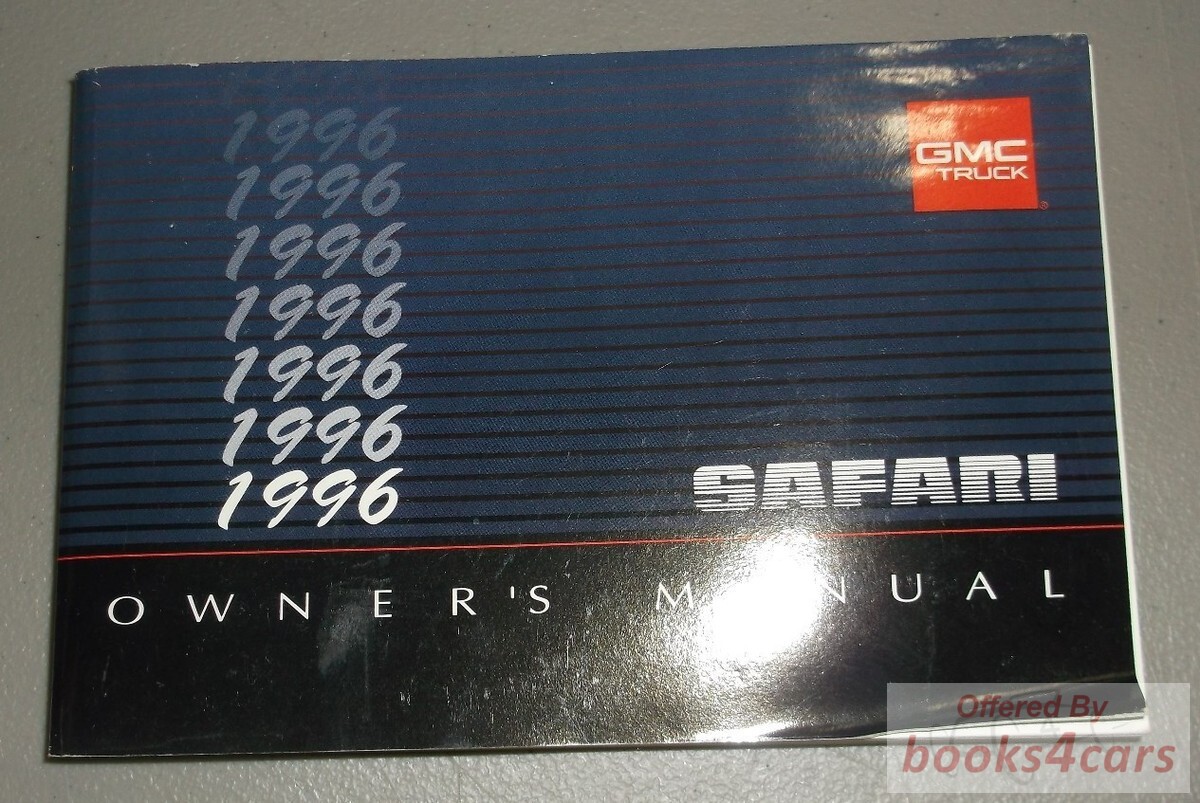 1996
1996
1996
1996
1996
1996
1996
GMC
TRUCK
®
SAFARI
OWNER'S MANUAL
Offered By
books4cars